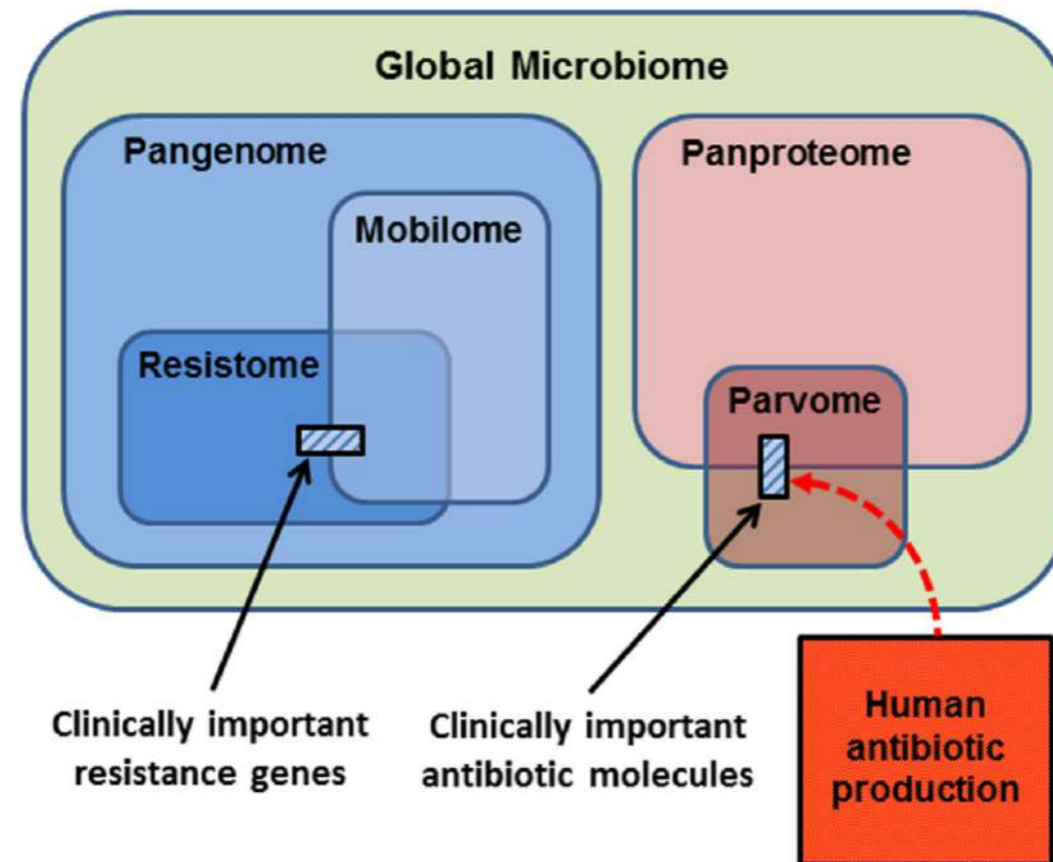 Global Microbiome
Pangenome
Panproteome
Mobilome
Resistome
Parvome
Clinically important
resistance genes
Clinically important
antibiotic molecules
Human
antibiotic
production